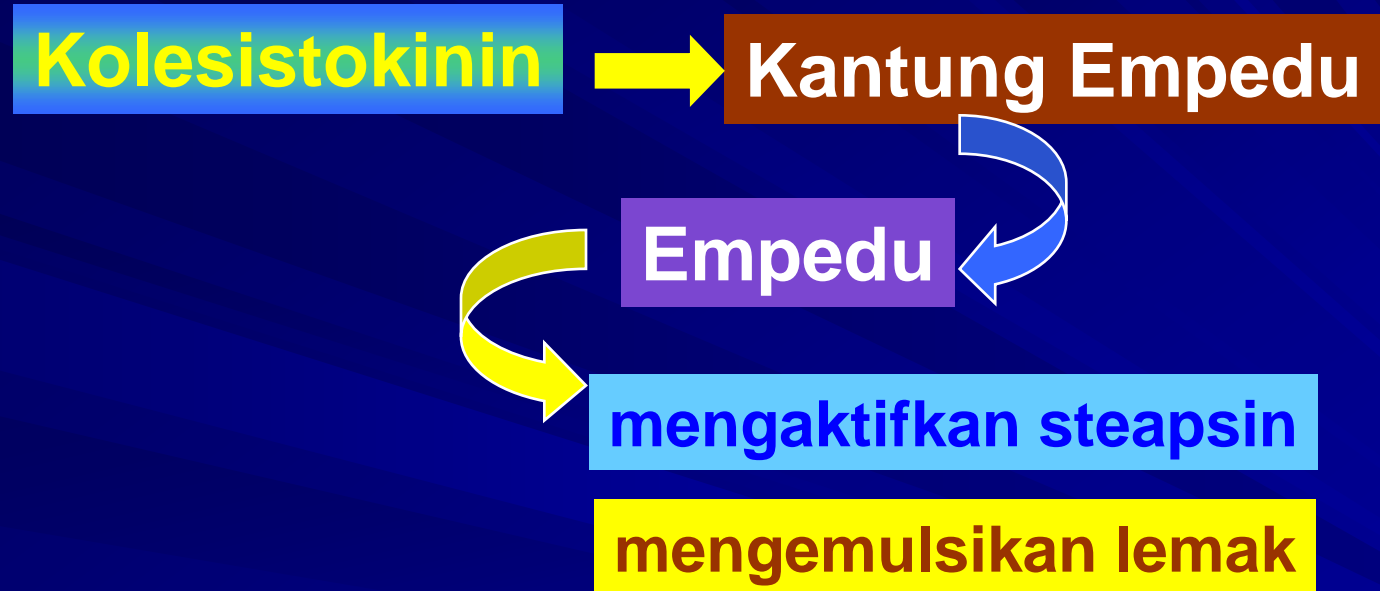 Kolesistokinin
Kantung Empedu
Empedu
mengaktifkan steapsin
mengemulsikan lemak